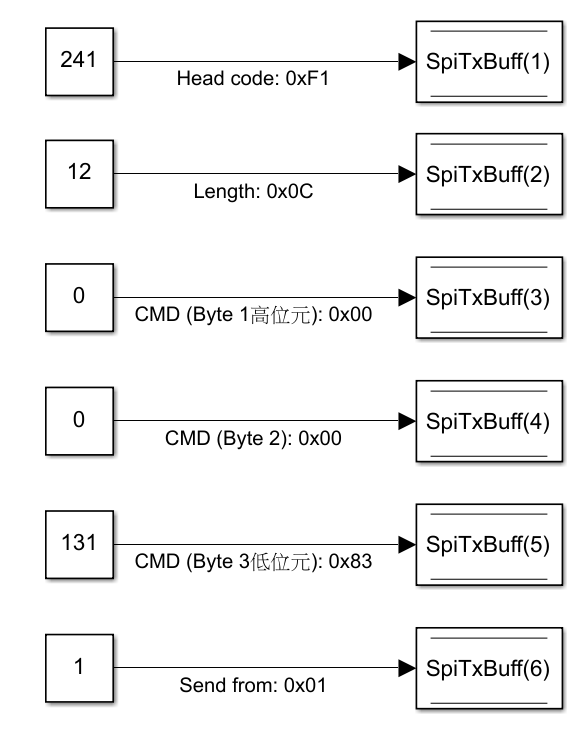 241
Head code: 0xF1
SpiTxBuff(1)
12
Length: 0x0C
SpiTxBuff(2)
0
CMD (Byte 1高位元): 0x00
SpiTxBuff(3)
0
CMD (Byte 2): 0x00
SpiTxBuff(4)
131
CMD (Byte 3低位元): 0x83
SpiTxBuff(5)
1
Send from: 0x01
SpiTxBuff(6)